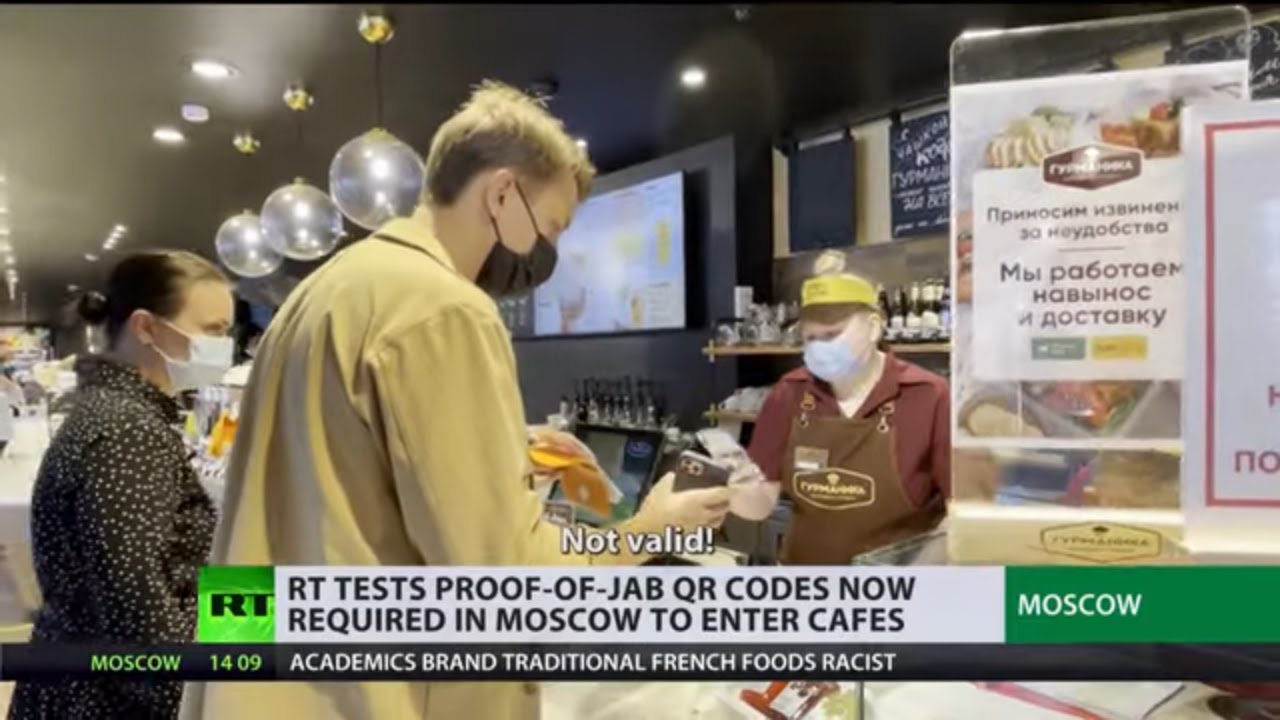 ГУРМАНИКА
Приносим извинен
за неудобства
Мы работаем
навынос
и доставку
КОФЕ
ГУРМАНИКА
ГУРМАНИКА
ПО
Not valid!
RT
RT TESTS PROOF-OF-JAB QR CODES NOW
REQUIRED IN MOSCOW TO ENTER CAFES
MOSCOW
MOSCOW 14 09 ACADEMICS BRAND TRADITIONAL FRENCH FOODS RACIST